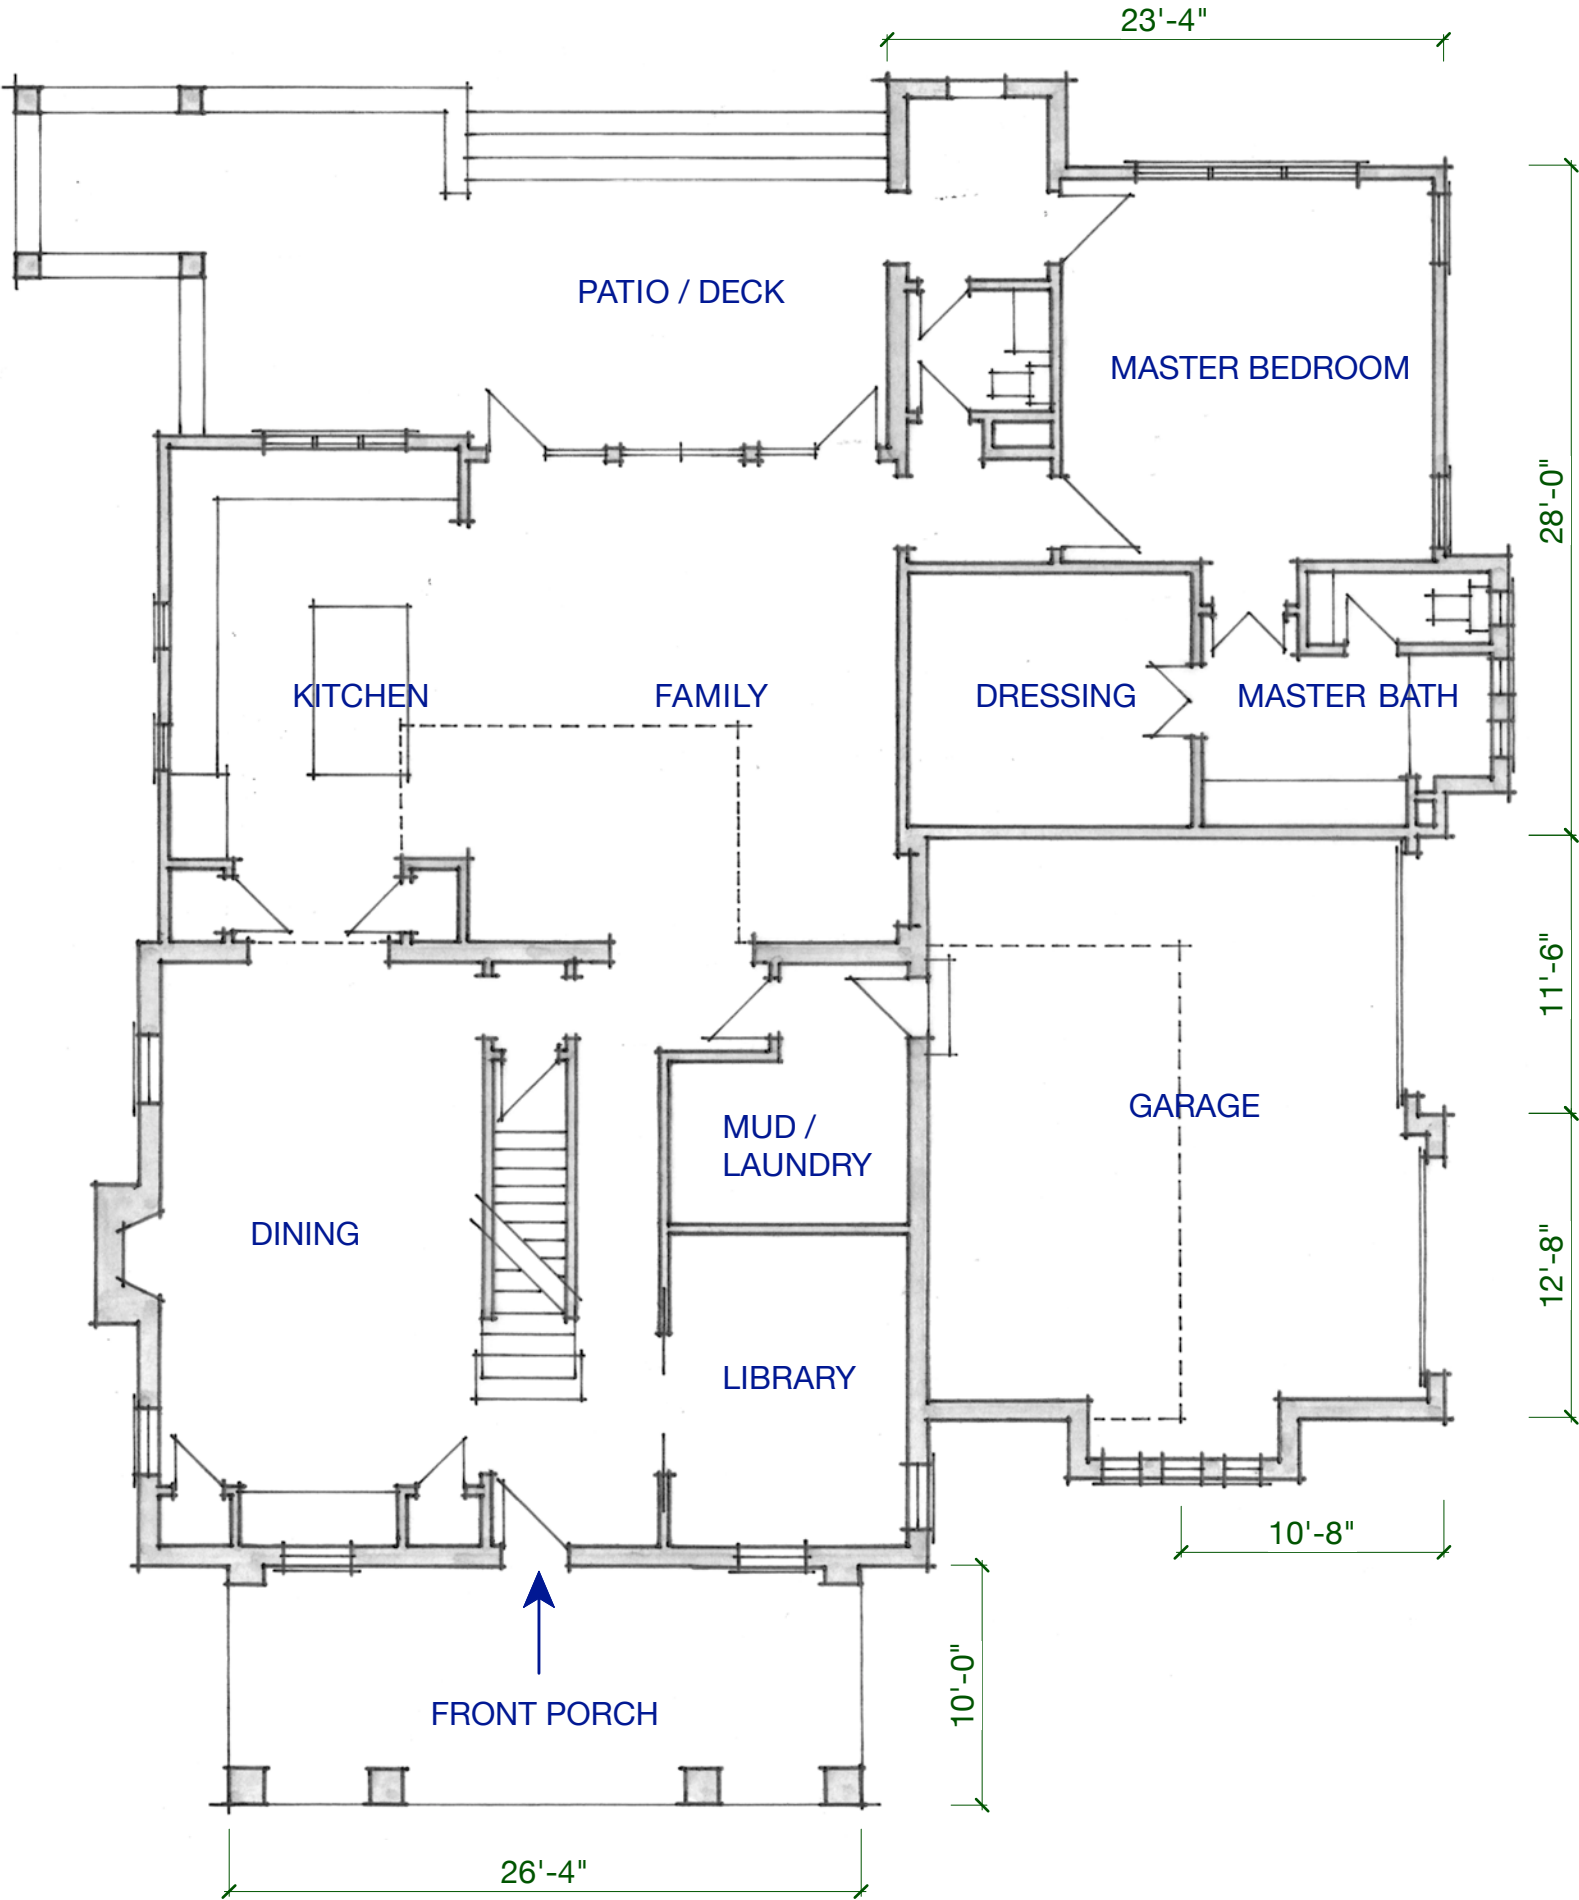 23'-4"
PATIO / DECK
MASTER BEDROOM
28'-0"
KITCHEN
FAMILY
DRESSING
MASTER BATH
11'-6"
GARAGE
MUD /
LAUNDRY
DINING
12'-8"
LIBRARY
10'-8"
10'-0"
FRONT PORCH
26'-4"